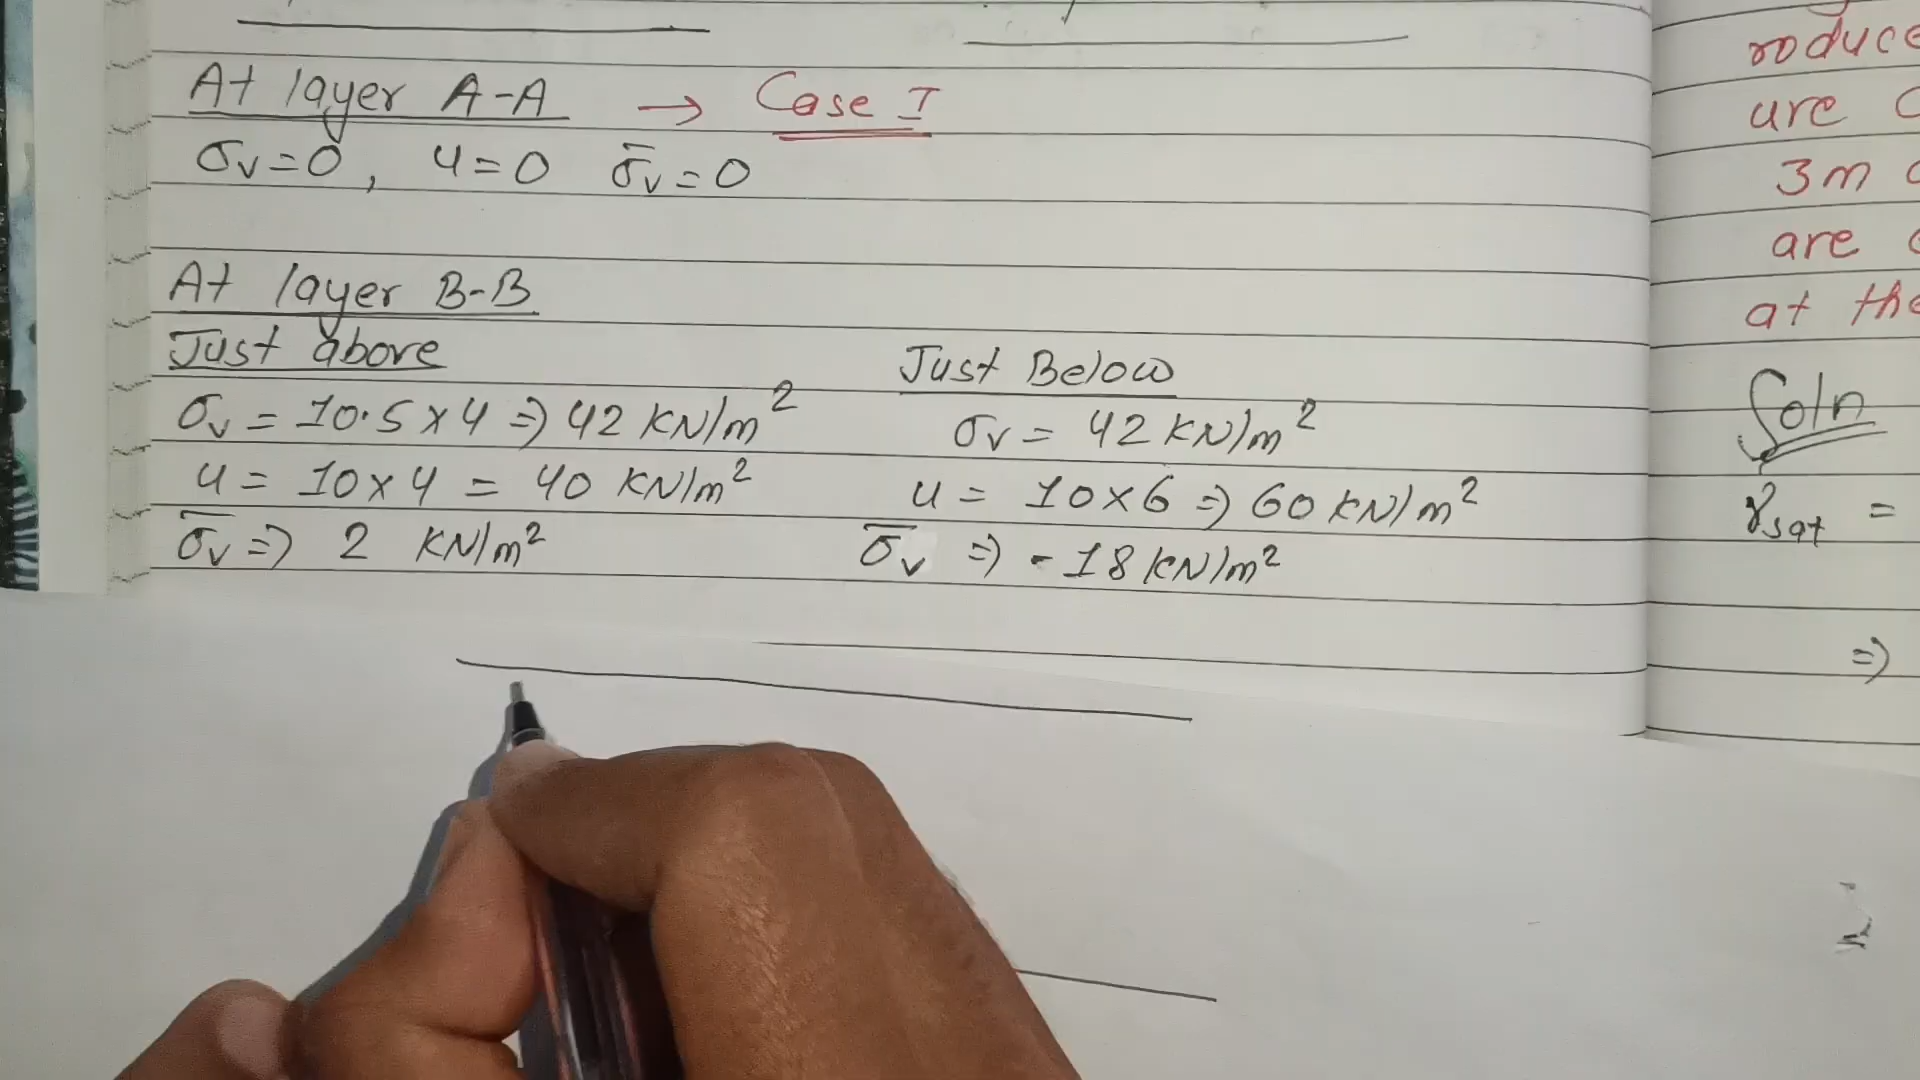 At layer A-A → Case I
σv = 0, u = 0 σ̄v = 0
At layer B-B
Just above
σv = 10.5 x 4 => 42 KN/m²
u = 10 x 4 = 40 KN/m²
σ̄v => 2 KN/m²
Just Below
σv = 42 KN/m²
u = 10 x 6 => 60 KN/m²
σ̄v => - 18 KN/m²
are
3m
are
at the
Soln
γsat =
=>